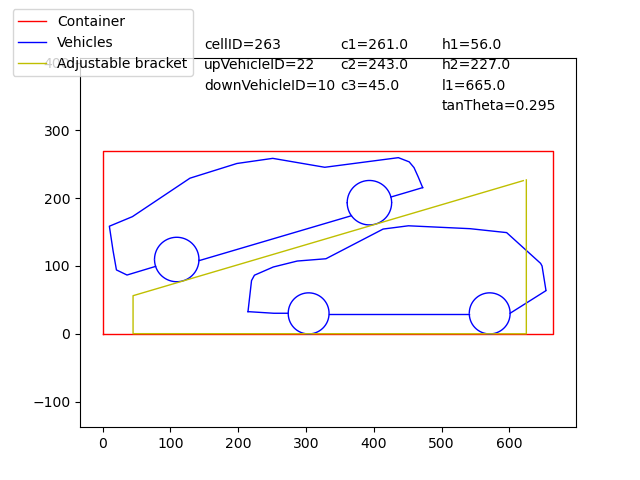 Container
Vehicles
Adjustable bracket
cellID=263
upVehicleID=22
downVehicleID=10
c1=261.0
c2=243.0
c3=45.0
h1=56.0
h2=227.0
l1=665.0
tanTheta=0.295
400
300
200
100
0
−100
0 100 200 300 400 500 600